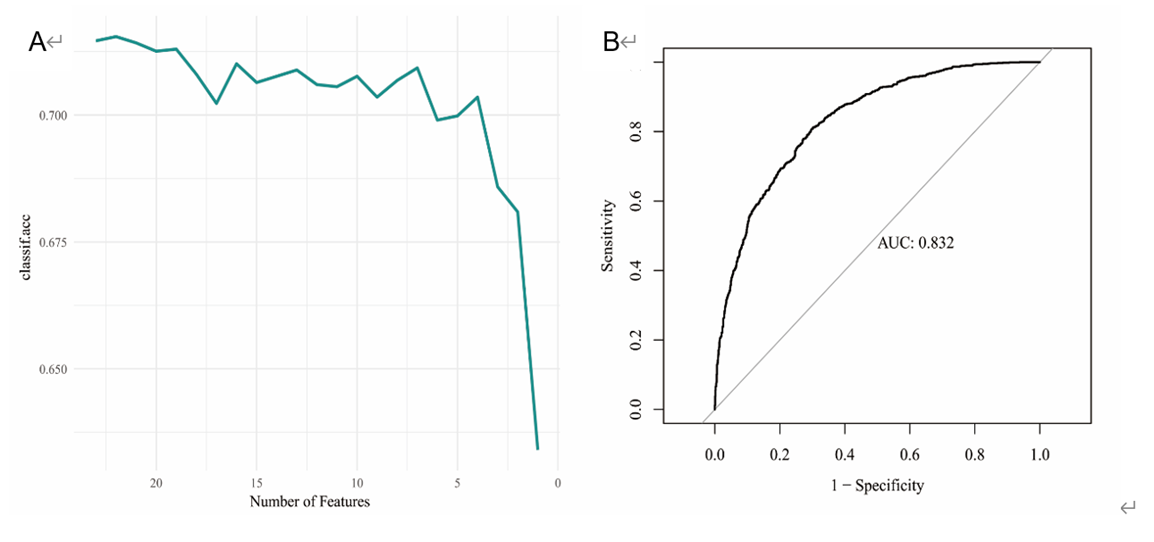 A↵
0.700
0.675
0.650
classif.acc
20 15 10 5 0
Number of Features
B↵
0.8
0.6
0.4
0.2
0.0
Sensitivity
AUC: 0.832
0.0 0.2 0.4 0.6 0.8 1.0
1 − Specificity
↵